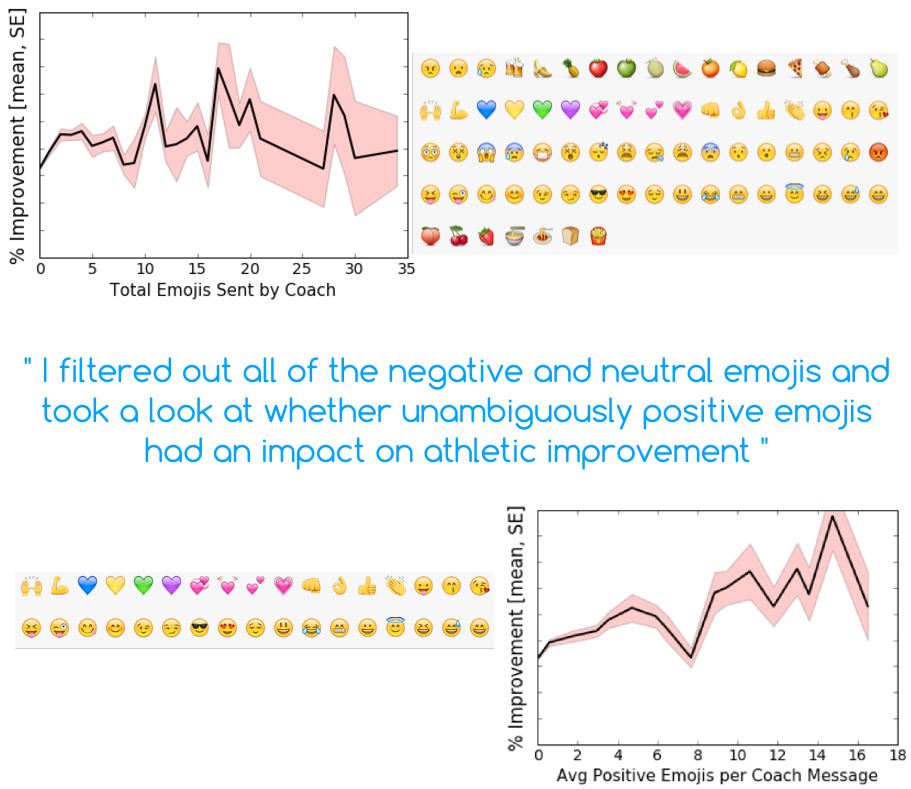 % Improvement [mean, SE]
0 5 10 15 20 25 30 35
Total Emojis Sent by Coach
" I filtered out all of the negative and neutral emojis and
took a look at whether unambiguously positive emojis
had an impact on athletic improvement "
% Improvement [mean, SE]
0 2 4 6 8 10 12 14 16 18
Avg Positive Emojis per Coach Message